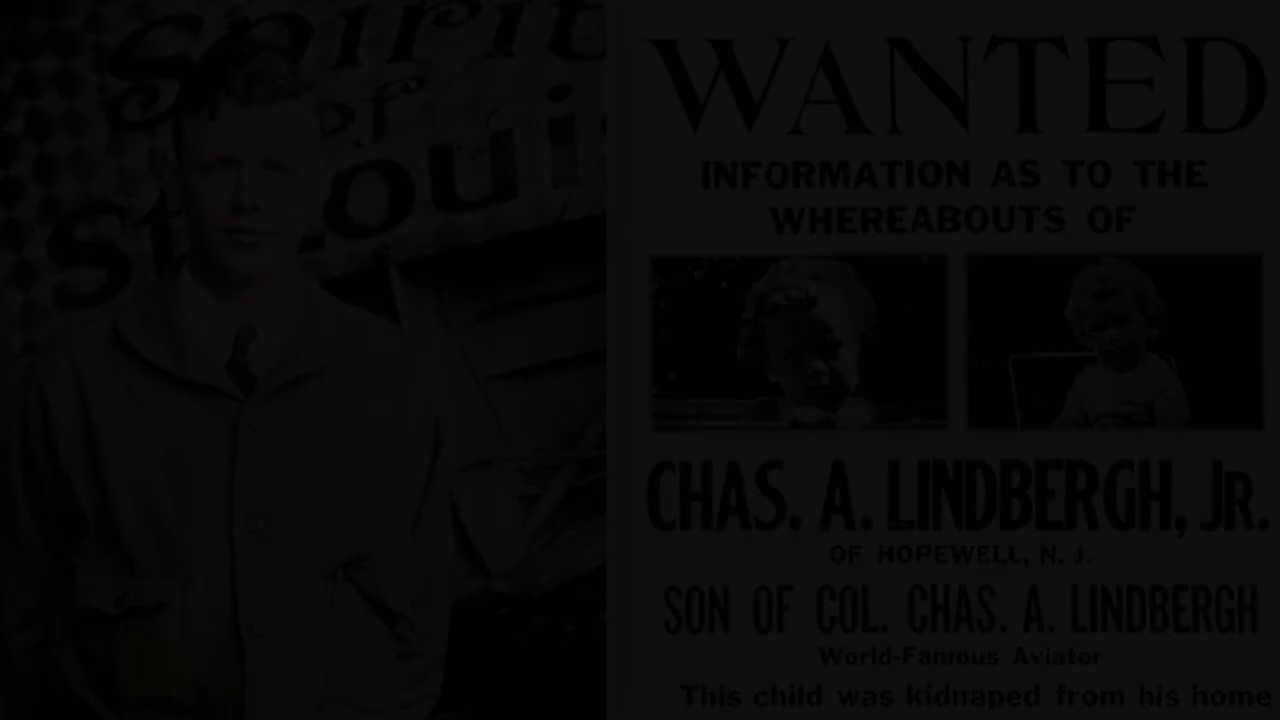 Spirit
of
St Loui
WANTED
INFORMATION AS TO THE
WHEREABOUTS OF
CHAS. A. LINDBERGH, JR.
OF HOPEWELL, N. J.
SON OF COL. CHAS. A. LINDBERGH
World-Famous Aviator
This child was kidnaped from his home